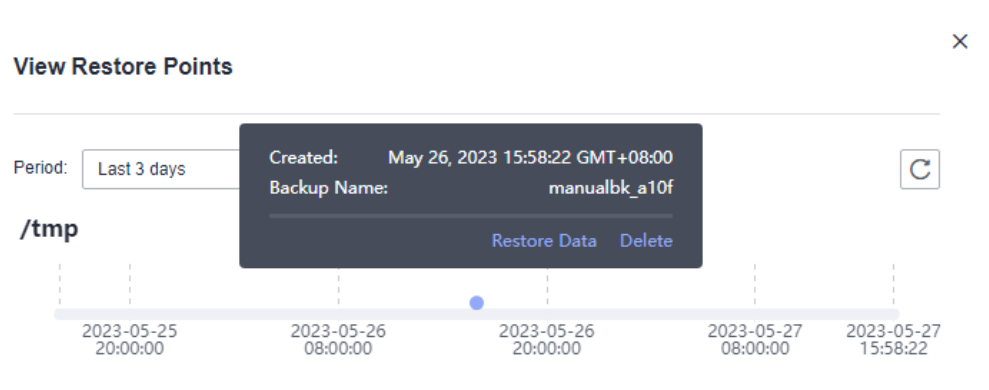 View Restore Points
Period: Last 3 days
Created: May 26, 2023 15:58:22 GMT+08:00
Backup Name: manualbk_a10f
Restore Data Delete
/tmp
2023-05-25 2023-05-26 2023-05-26 2023-05-27 2023-05-27
20:00:00 08:00:00 20:00:00 08:00:00 15:58:22